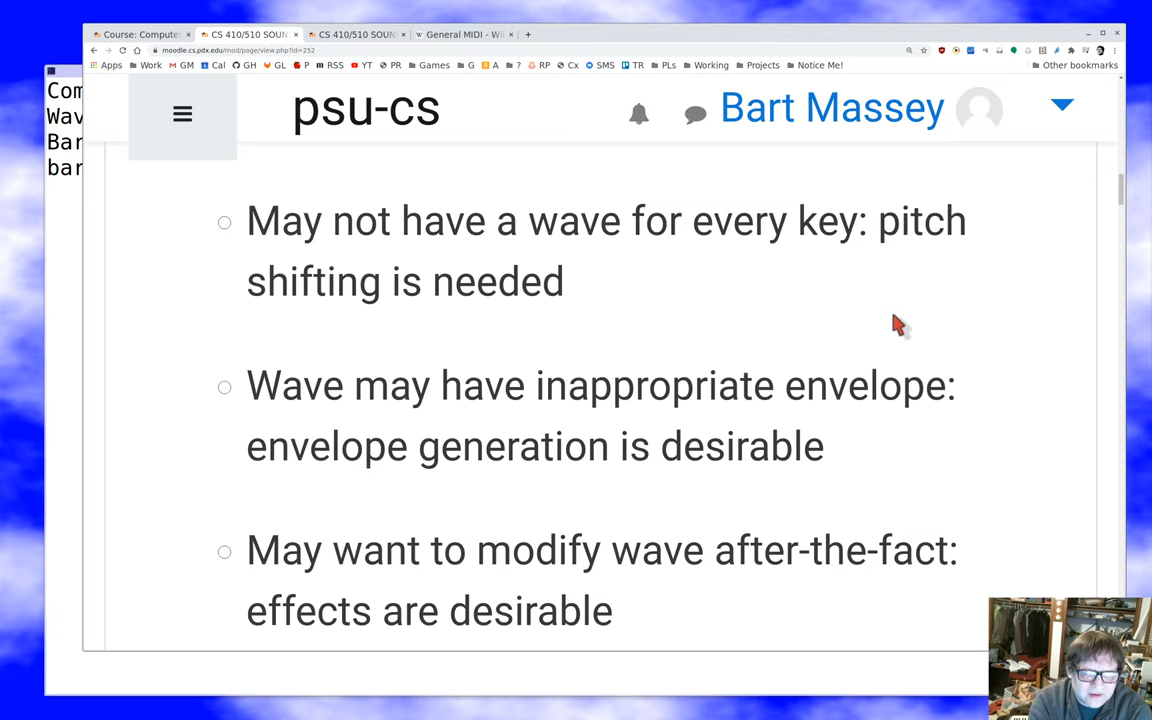 Course: Computer
CS 410/510 SOUN
CS 410/510 SOUN
General MIDI - Wi
moodle.cs.pdx.edu/mod/page/view.php?id=252
Apps Work GM Cal GH GL P RSS YT PR Games G A ? RP Cx SMS TR PLs Working Projects Notice Me! Other bookmarks
Com
Wav
Bar
bar
psu-cs
Bart Massey
May not have a wave for every key: pitch
shifting is needed
Wave may have inappropriate envelope:
envelope generation is desirable
May want to modify wave after-the-fact:
effects are desirable